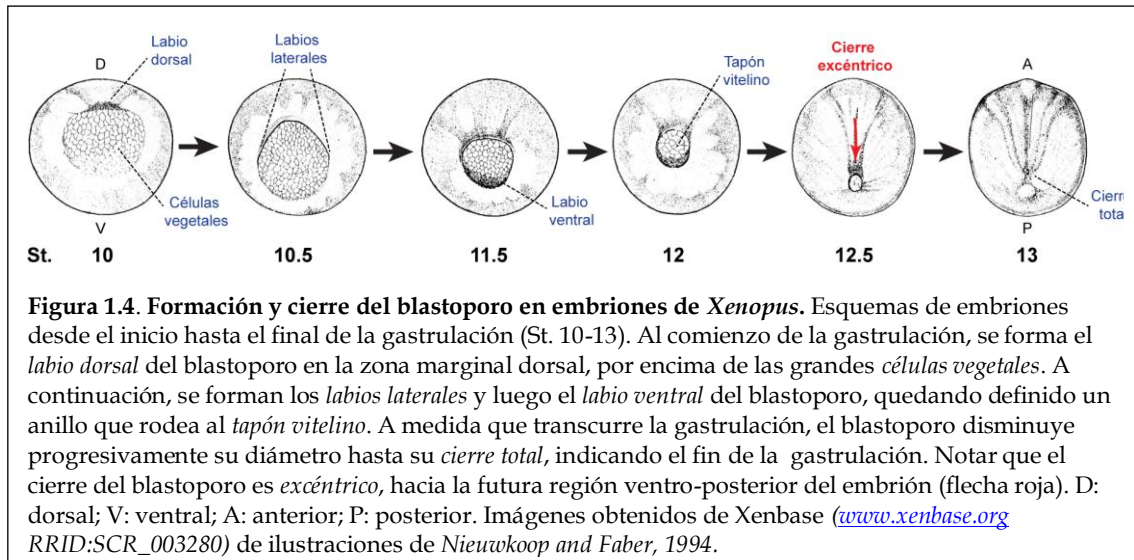 Labio
dorsal
Labios
laterales
Tapón
vitelino
Cierre
excéntrico
D
A
Células
vegetales
Labio
ventral
Cierre
total
V
P
St. 10 10.5 11.5 12 12.5 13
Figura 1.4. Formación y cierre del blastoporo en embriones de Xenopus. Esquemas de embriones
desde el inicio hasta el final de la gastrulación (St. 10-13). Al comienzo de la gastrulación, se forma el
labio dorsal del blastoporo en la zona marginal dorsal, por encima de las grandes células vegetales. A
continuación, se forman los labios laterales y luego el labio ventral del blastoporo, quedando definido un
anillo que rodea al tapón vitelino. A medida que transcurre la gastrulación, el blastoporo disminuye
progresivamente su diámetro hasta su cierre total, indicando el fin de la gastrulación. Notar que el
cierre del blastoporo es excéntrico, hacia la futura región ventro-posterior del embrión (flecha roja). D:
dorsal; V: ventral; A: anterior; P: posterior. Imágenes obtenidos de Xenbase (www.xenbase.org
RRID:SCR_003280) de ilustraciones de Nieuwkoop and Faber, 1994.